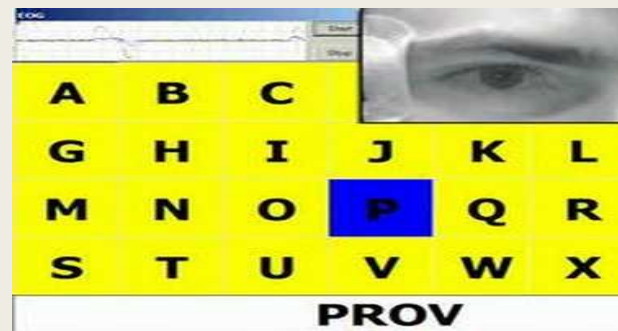 EOG
Start
Stop
A B C
G H I J K L
M N O P Q R
S T U V W X
PROV